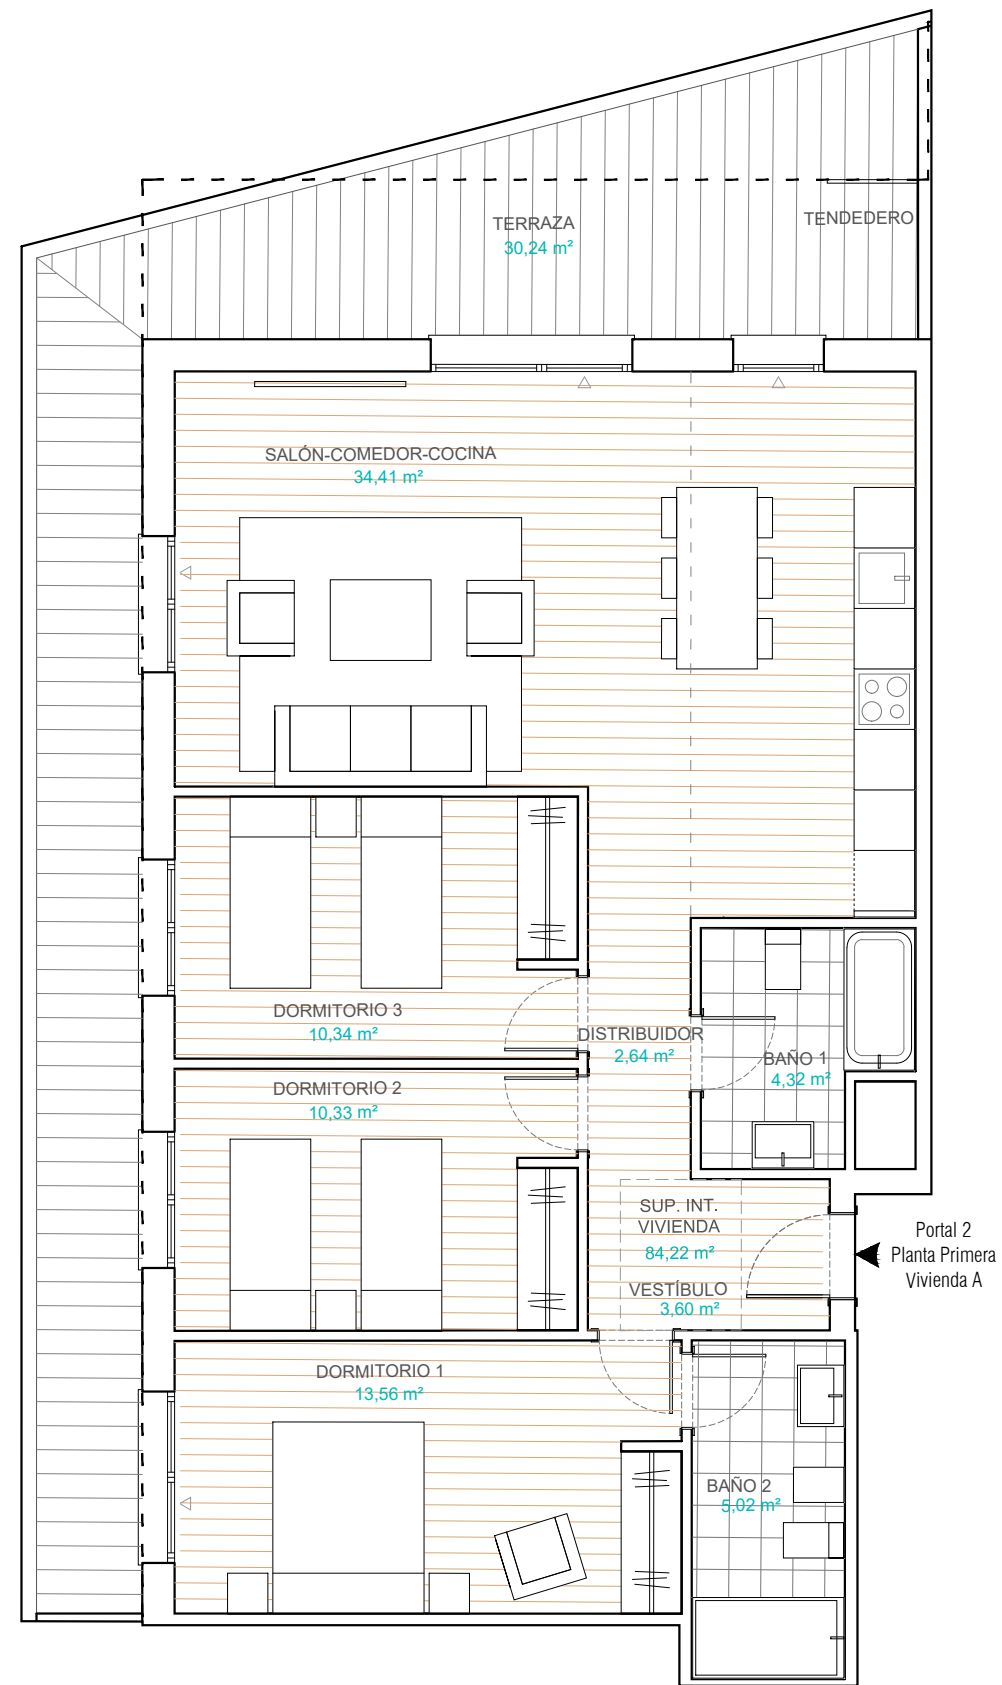 TERRAZA
30,24 m²
TENDEDERO
SALÓN-COMEDOR-COCINA
34,41 m²
DORMITORIO 3
10,34 m²
DISTRIBUIDOR
2,64 m²
BAÑO 1
4,32 m²
DORMITORIO 2
10,33 m²
SUP. INT.
VIVIENDA
84,22 m²
VESTÍBULO
3,60 m²
Portal 2
Planta Primera
Vivienda A
DORMITORIO 1
13,56 m²
BAÑO 2
5,02 m²